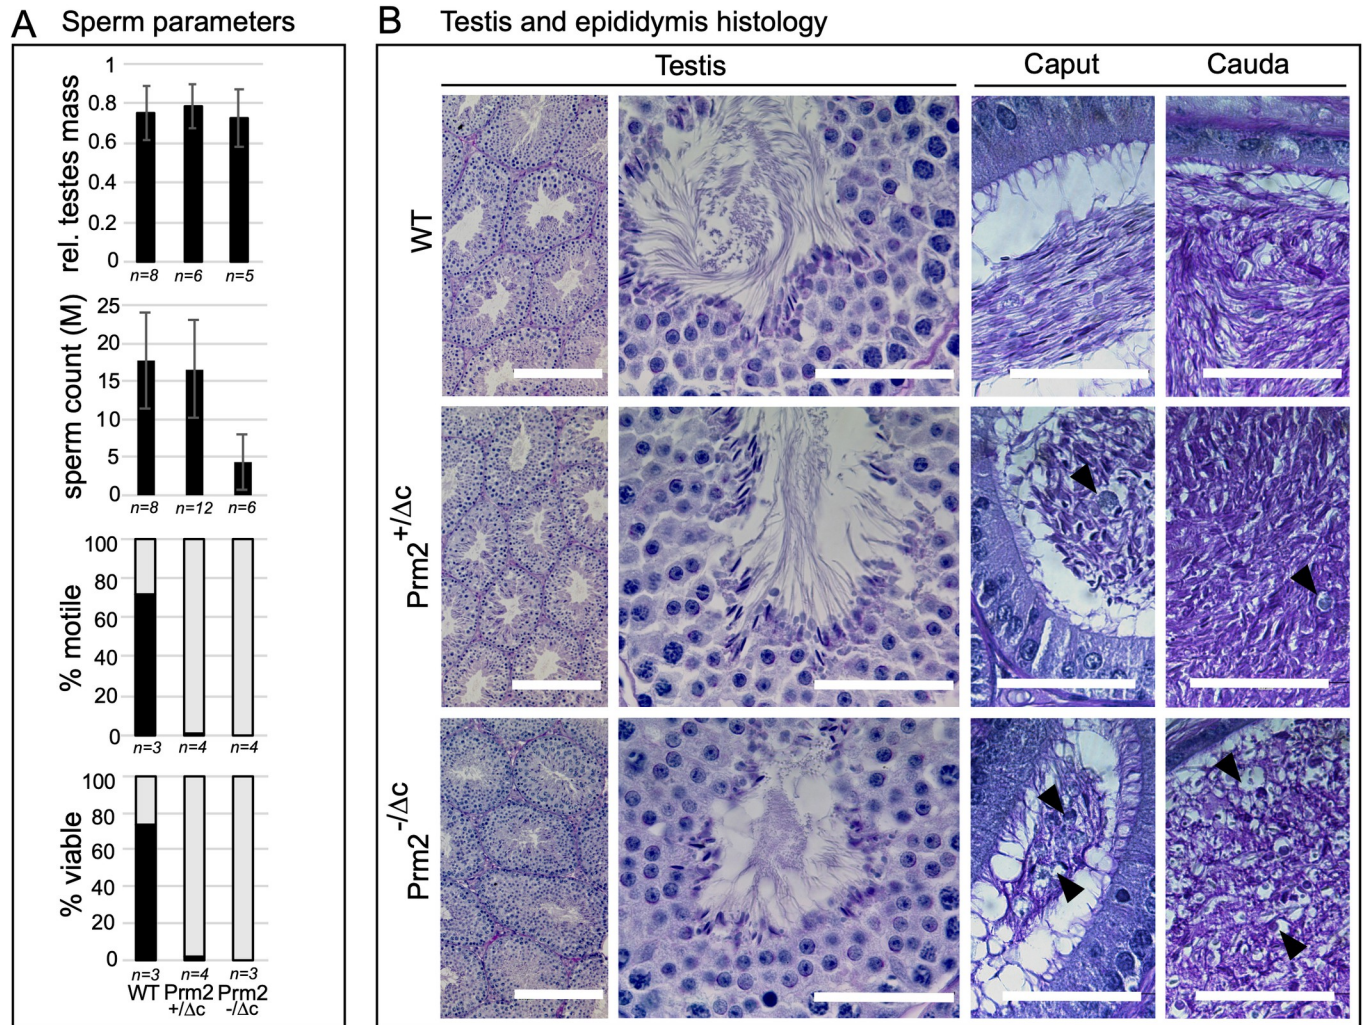 A Sperm parameters
rel. testes mass
1
0.8
0.6
0.4
0.2
0
n=8 n=6 n=5
sperm count (M)
25
20
15
10
5
0
n=8 n=12 n=6
% motile
100
80
60
40
20
0
n=3 n=4 n=4
% viable
100
80
60
40
20
0
n=3 n=4 n=3
WT Prm2 Prm2
+/Δc -/Δc
B Testis and epididymis histology
Testis Caput Cauda
WT
Prm2+/Δc
Prm2-/Δc